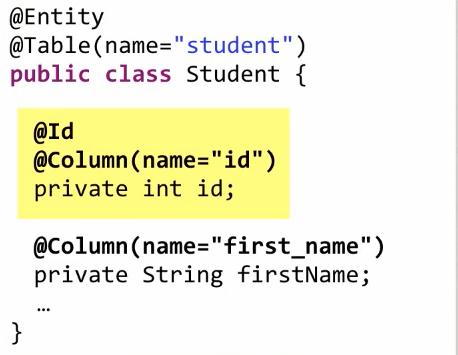 @Entity
@Table(name="student")
public class Student {
@Id
@Column(name="id")
private int id;
@Column(name="first_name")
private String firstName;
…
}